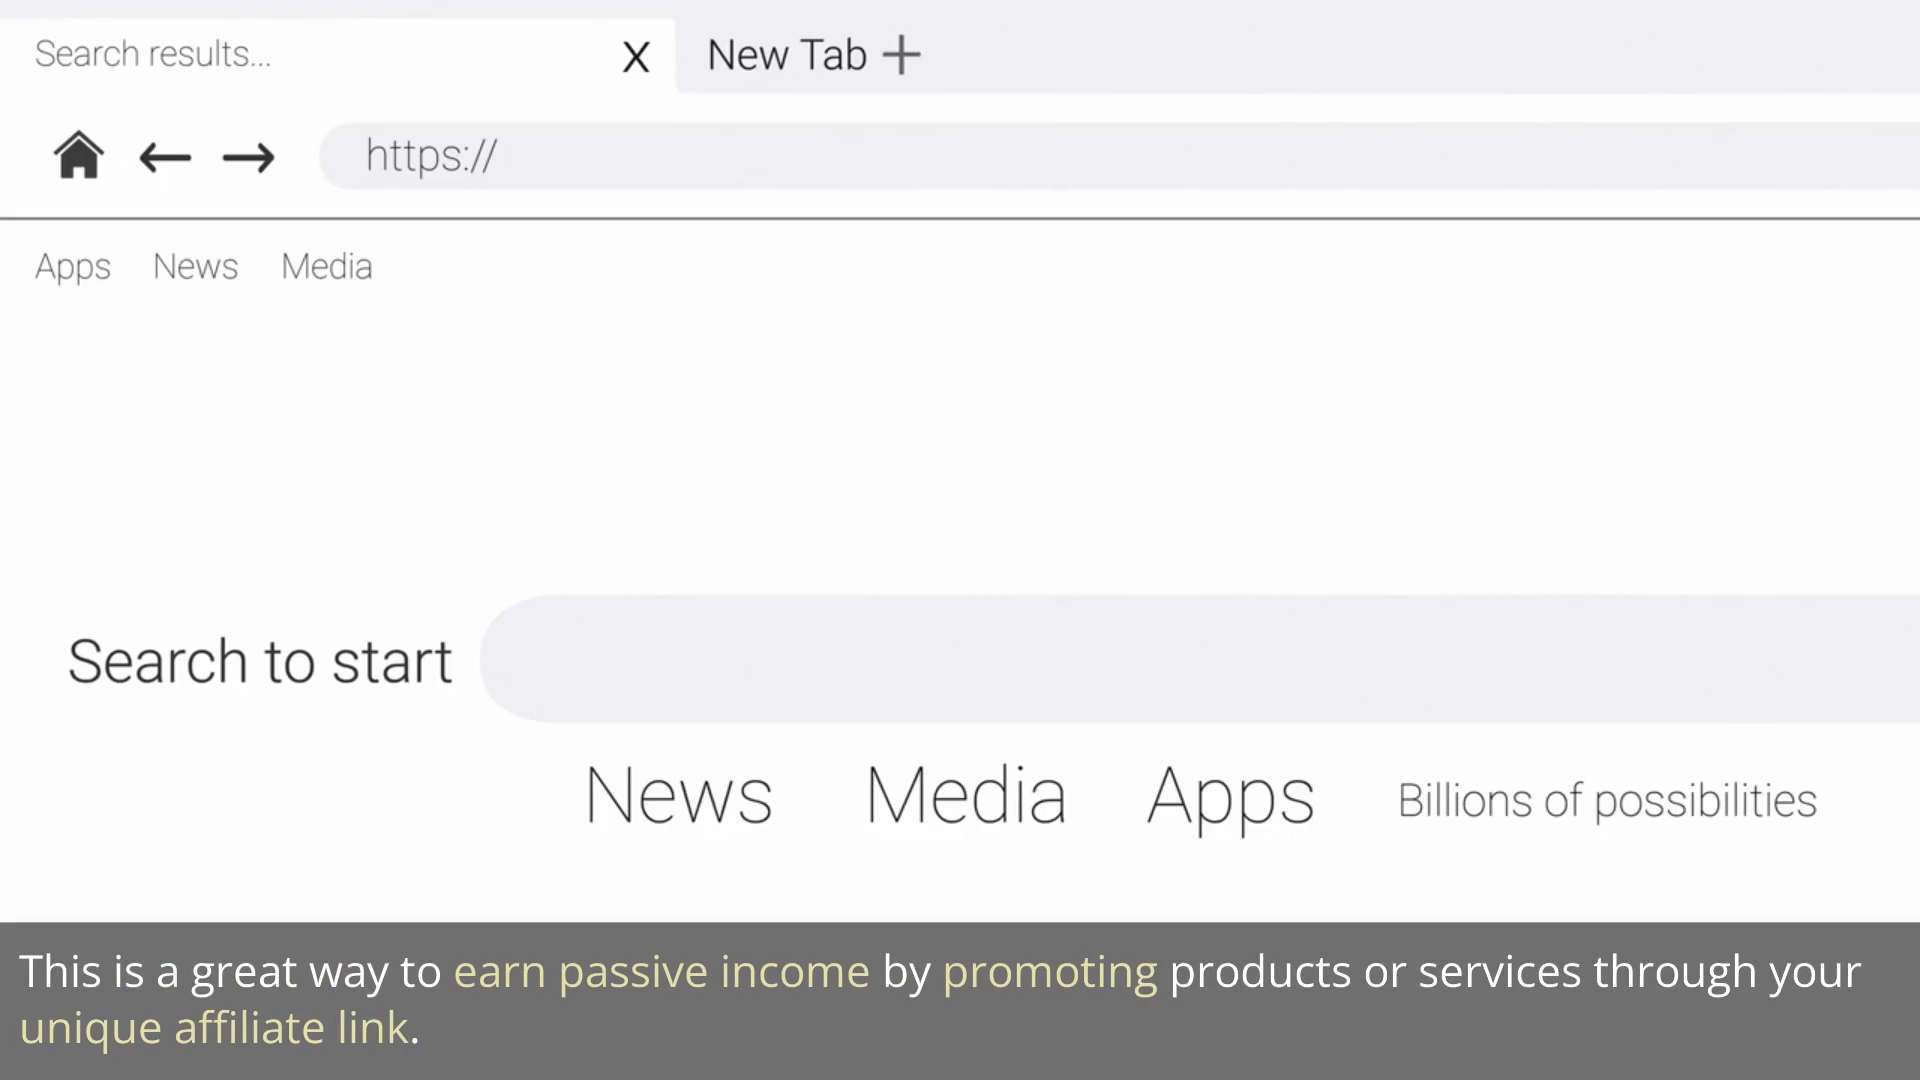 Search results...
X
New Tab +
https://
Apps News Media
Search to start
News Media Apps Billions of possibilities
This is a great way to earn passive income by promoting products or services through your
unique affiliate link.